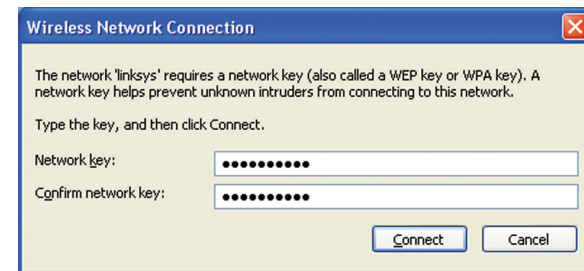 Wireless Network Connection
The network 'linksys' requires a network key (also called a WEP key or WPA key). A
network key helps prevent unknown intruders from connecting to this network.
Type the key, and then click Connect.
Network key: ••••••••••
Confirm network key: ••••••••••
Connect Cancel